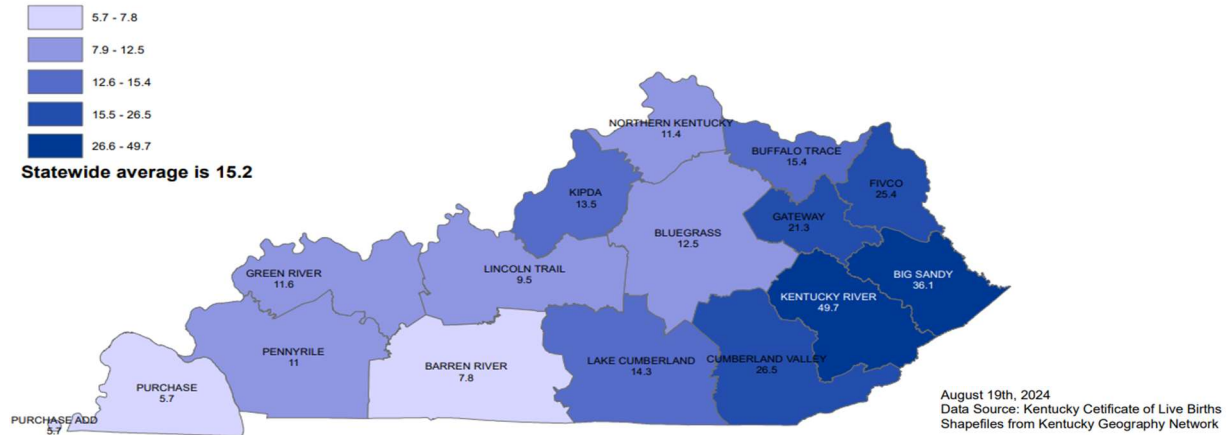 5.7 - 7.8
7.9 - 12.5
12.6 - 15.4
15.5 - 26.5
26.6 - 49.7
Statewide average is 15.2
NORTHERN KENTUCKY
11.4
BUFFALO TRACE
15.4
FIVCO
25.4
KIPDA
13.5
GATEWAY
21.3
BLUEGRASS
12.5
GREEN RIVER
11.6
LINCOLN TRAIL
9.5
BIG SANDY
36.1
KENTUCKY RIVER
49.7
PENNYRILE
11
BARREN RIVER
7.8
LAKE CUMBERLAND
14.3
CUMBERLAND VALLEY
26.5
PURCHASE
5.7
PURCHASE ADD
5.7
August 19th, 2024
Data Source: Kentucky Cetificate of Live Births
Shapefiles from Kentucky Geography Network